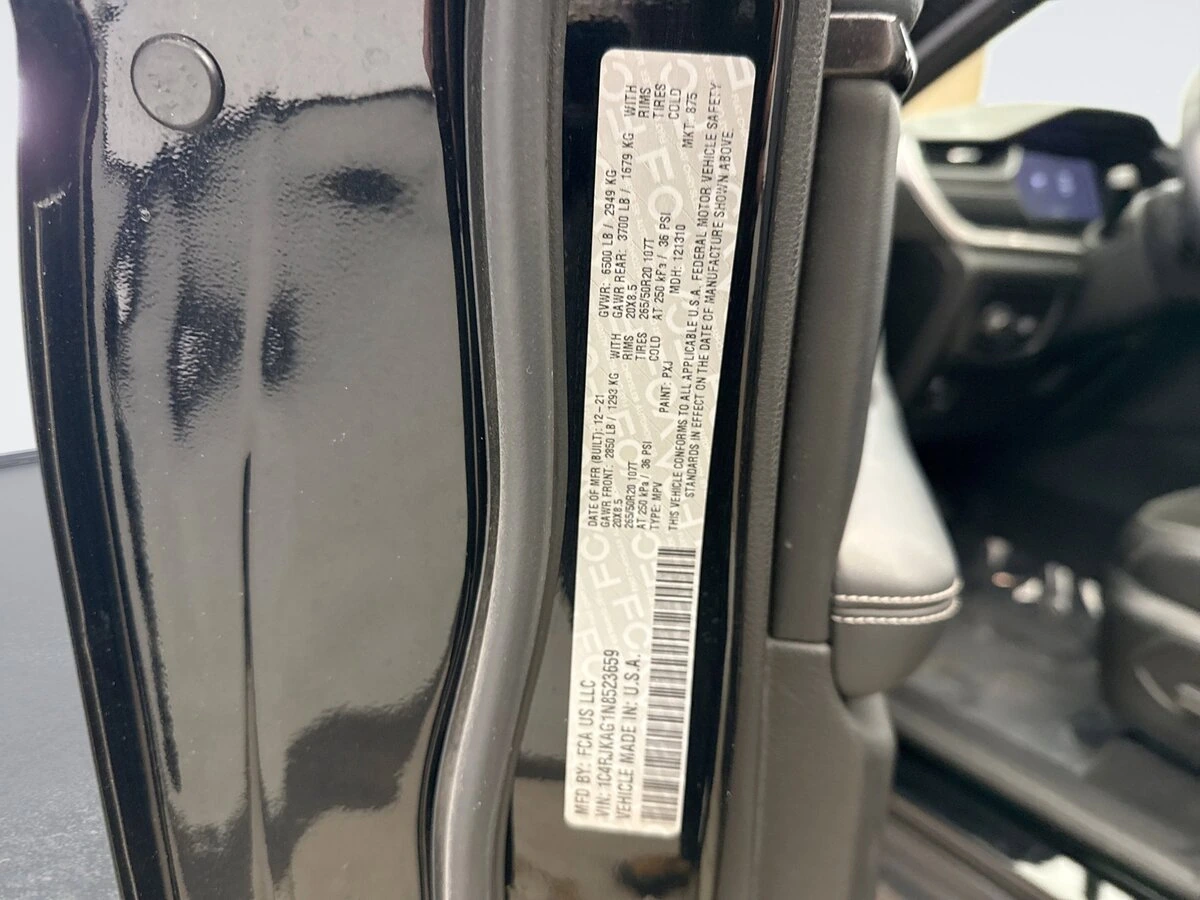 MFD BY: FCA US LLC
VIN: 1C4RJKAG1N8523659
VEHICLE MADE IN: U.S.A.
DATE OF MFR (BUILT): 12-21 GVWR: 6500 LB / 2949 KG
GAWR FRONT: 2850 LB / 1293 KG WITH GAWR REAR: 3700 LB / 1679 KG WITH
20X8.5 RIMS 20X8.5 RIMS
265/50R20 107T TIRES 265/50R20 107T TIRES
AT 250 kPa / 36 PSI COLD AT 250 kPa / 36 PSI COLD
TYPE: MPV PAINT: PXJ MDH: 121310 MKT: 875
THIS VEHICLE CONFORMS TO ALL APPLICABLE U.S.A. FEDERAL MOTOR VEHICLE SAFETY
STANDARDS IN EFFECT ON THE DATE OF MANUFACTURE SHOWN ABOVE.